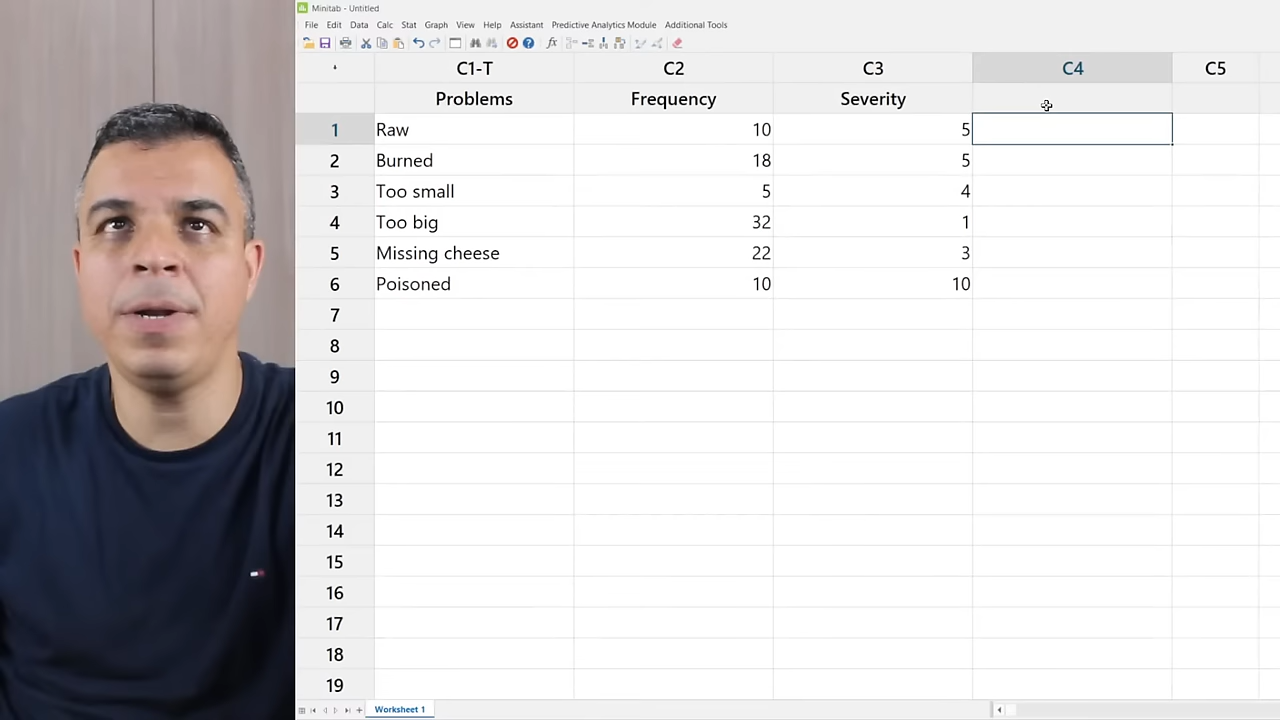 Minitab - Untitled
File Edit Data Calc Stat Graph View Help Assistant Predictive Analytics Module Additional Tools
C1-T C2 C3 C4 C5
Problems Frequency Severity
1 Raw 10 5
2 Burned 18 5
3 Too small 5 4
4 Too big 32 1
5 Missing cheese 22 3
6 Poisoned 10 10
7
8
9
10
11
12
13
14
15
16
17
18
19
Worksheet 1